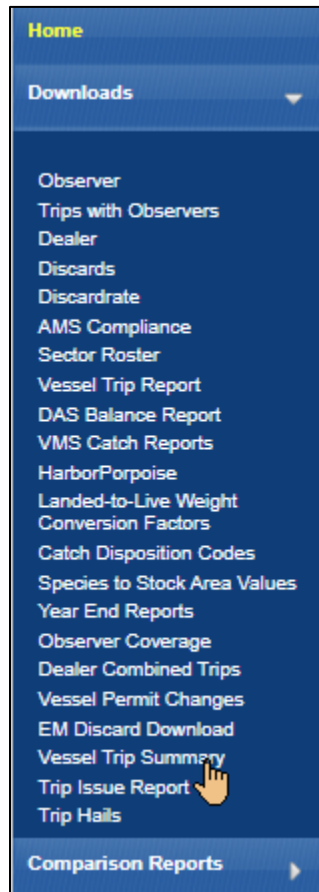 Home
Downloads
Observer
Trips with Observers
Dealer
Discards
Discardrate
AMS Compliance
Sector Roster
Vessel Trip Report
DAS Balance Report
VMS Catch Reports
HarborPorpoise
Landed-to-Live Weight
Conversion Factors
Catch Disposition Codes
Species to Stock Area Values
Year End Reports
Observer Coverage
Dealer Combined Trips
Vessel Permit Changes
EM Discard Download
Vessel Trip Summary
Trip Issue Report
Trip Hails
Comparison Reports